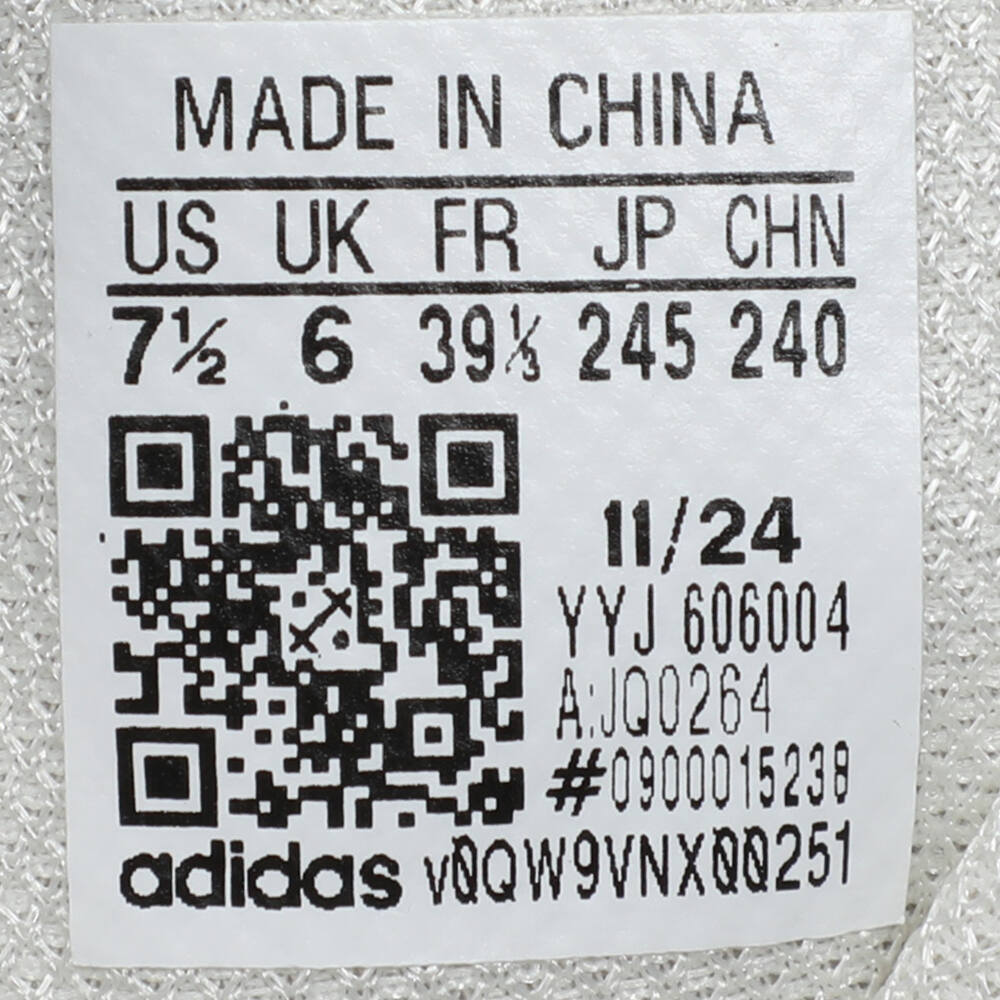 MADE IN CHINA
US UK FR JP CHN
7½ 6 39⅓ 245 240
11/24
YYJ 606004
A:JQ0264
#0900015238
adidas v0QW9VNX00251